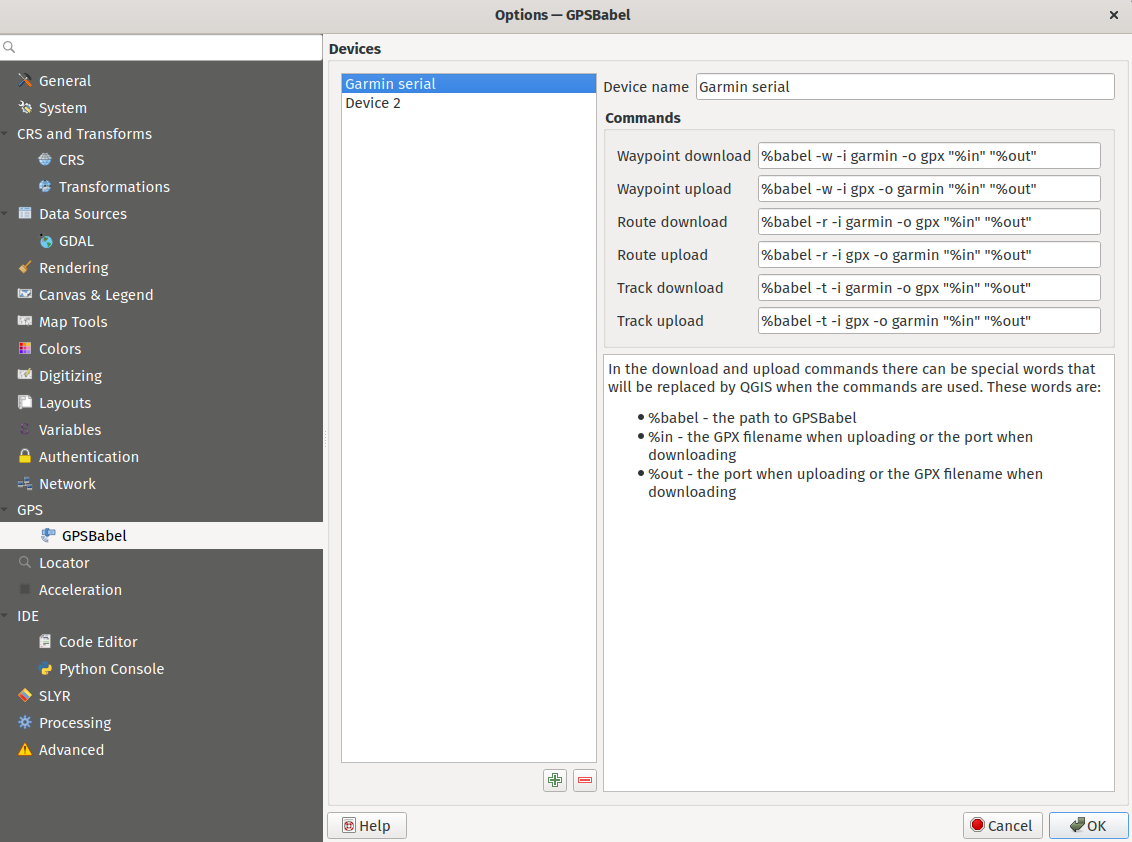 Options — GPSBabel
General
System
CRS and Transforms
CRS
Transformations
Data Sources
GDAL
Rendering
Canvas & Legend
Map Tools
Colors
Digitizing
Layouts
Variables
Authentication
Network
GPS
GPSBabel
Locator
Acceleration
IDE
Code Editor
Python Console
SLYR
Processing
Advanced
Devices
Garmin serial
Device 2
Device name Garmin serial
Commands
Waypoint download %babel -w -i garmin -o gpx "%in" "%out"
Waypoint upload %babel -w -i gpx -o garmin "%in" "%out"
Route download %babel -r -i garmin -o gpx "%in" "%out"
Route upload %babel -r -i gpx -o garmin "%in" "%out"
Track download %babel -t -i garmin -o gpx "%in" "%out"
Track upload %babel -t -i gpx -o garmin "%in" "%out"
In the download and upload commands there can be special words that
will be replaced by QGIS when the commands are used. These words are:
• %babel - the path to GPSBabel
• %in - the GPX filename when uploading or the port when
downloading
• %out - the port when uploading or the GPX filename when
downloading
Help
Cancel
OK